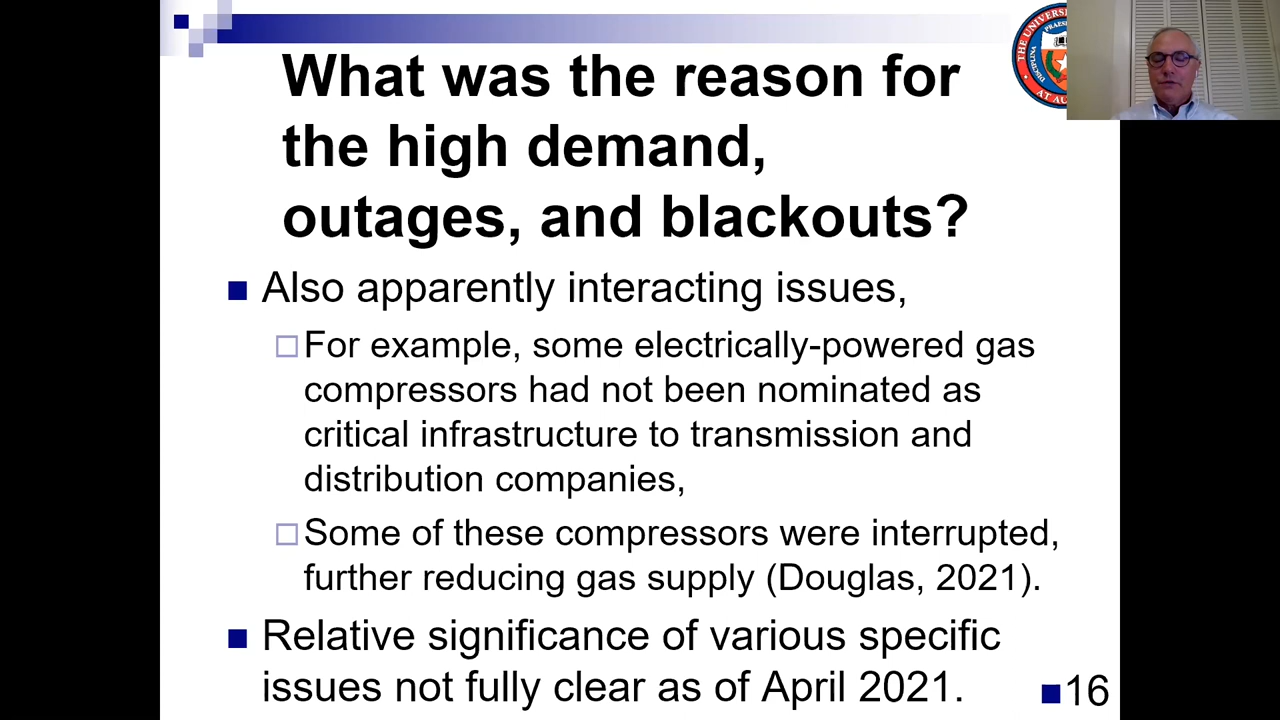 What was the reason for
the high demand,
outages, and blackouts?
Also apparently interacting issues,
For example, some electrically-powered gas
compressors had not been nominated as
critical infrastructure to transmission and
distribution companies,
Some of these compressors were interrupted,
further reducing gas supply (Douglas, 2021).
Relative significance of various specific
issues not fully clear as of April 2021.
16